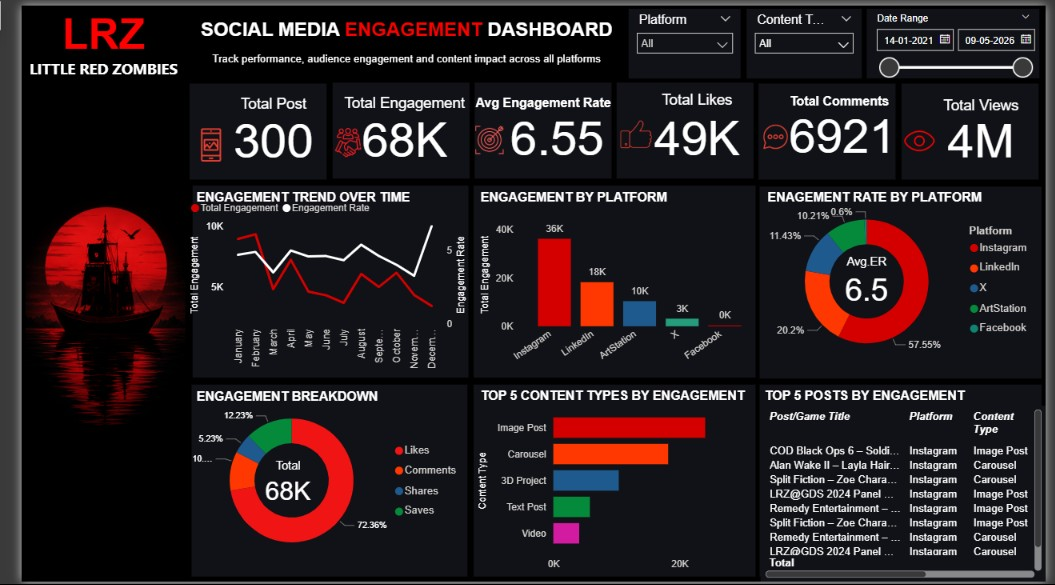 LRZ
LITTLE RED ZOMBIES
SOCIAL MEDIA ENGAGEMENT DASHBOARD
Track performance, audience engagement and content impact across all platforms
Platform
All
Content T...
All
Date Range
14-01-2021
09-05-2026
Total Post
300
Total Engagement
68K
Avg Engagement Rate
6.55
Total Likes
49K
Total Comments
6921
Total Views
4M
ENGAGEMENT TREND OVER TIME
Total Engagement
Engagement Rate
Total Engagement
10K
5K
Engagement Rate
5
0
January
February
March
April
May
June
July
August
Septe...
October
Novem...
Decem...
ENGAGEMENT BY PLATFORM
Total Engagement
40K
20K
0K
36K
18K
10K
3K
0K
Instagram
LinkedIn
ArtStation
X
Facebook
ENAGEMENT RATE BY PLATFORM
10.21%
0.6%
11.43%
20.2%
57.55%
Avg.ER
6.5
Platform
Instagram
LinkedIn
X
ArtStation
Facebook
ENGAGEMENT BREAKDOWN
12.23%
5.23%
10....
72.36%
Total
68K
Likes
Comments
Shares
Saves
TOP 5 CONTENT TYPES BY ENGAGEMENT
Content Type
Image Post
Carousel
3D Project
Text Post
Video
0K
20K
TOP 5 POSTS BY ENGAGEMENT
Post/Game Title Platform Content Type
COD Black Ops 6 – Soldi... Instagram Image Post
Alan Wake II – Layla Hair... Instagram Carousel
Split Fiction – Zoe Chara... Instagram Carousel
LRZ@GDS 2024 Panel ... Instagram Image Post
Remedy Entertainment – ... Instagram Image Post
Split Fiction – Zoe Chara... Instagram Image Post
Remedy Entertainment – ... Instagram Carousel
LRZ@GDS 2024 Panel ... Instagram Carousel
Total